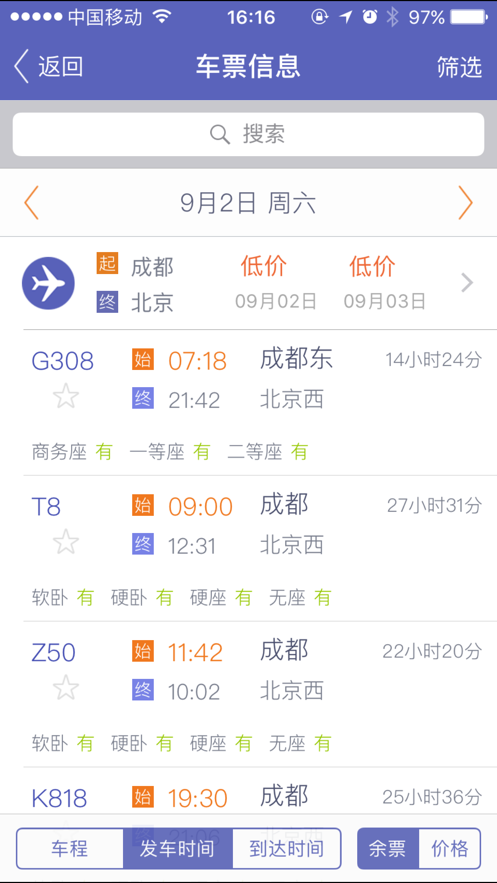 中国移动 16:16 97%
返回 车票信息 筛选
搜索
9月2日 周六
起 成都 低价 低价
终 北京 09月02日 09月03日
G308 始 07:18 成都东 14小时24分
终 21:42 北京西
商务座 有 一等座 有 二等座 有
T8 始 09:00 成都 27小时31分
终 12:31 北京西
软卧 有 硬卧 有 硬座 有 无座 有
Z50 始 11:42 成都 22小时20分
终 10:02 北京西
软卧 有 硬卧 有 硬座 有 无座 有
K818 始 19:30 成都 25小时36分
终 21:06 北京西
车程 发车时间 到达时间 余票 价格